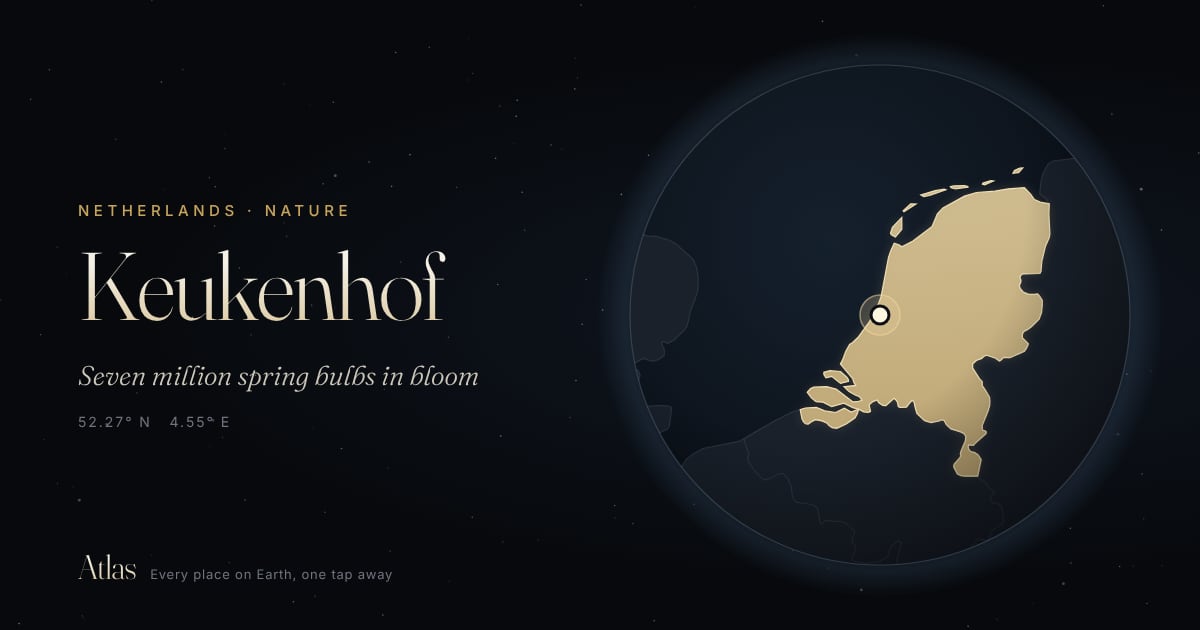 NETHERLANDS · NATURE
Keukenhof
Seven million spring bulbs in bloom
52.27° N 4.55° E
Atlas Every place on Earth, one tap away